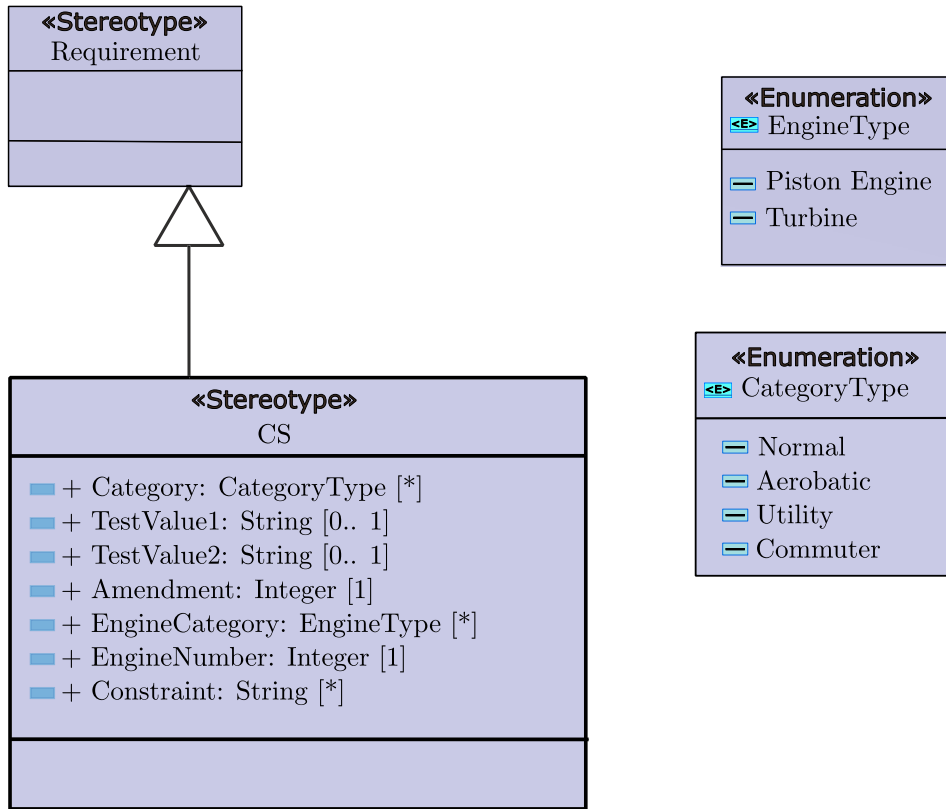 «Stereotype»
Requirement
«Stereotype»
CS
+ Category: CategoryType [*]
+ TestValue1: String [0.. 1]
+ TestValue2: String [0.. 1]
+ Amendment: Integer [1]
+ EngineCategory: EngineType [*]
+ EngineNumber: Integer [1]
+ Constraint: String [*]
«Enumeration»
<E> EngineType
Piston Engine
Turbine
«Enumeration»
<E> CategoryType
Normal
Aerobatic
Utility
Commuter